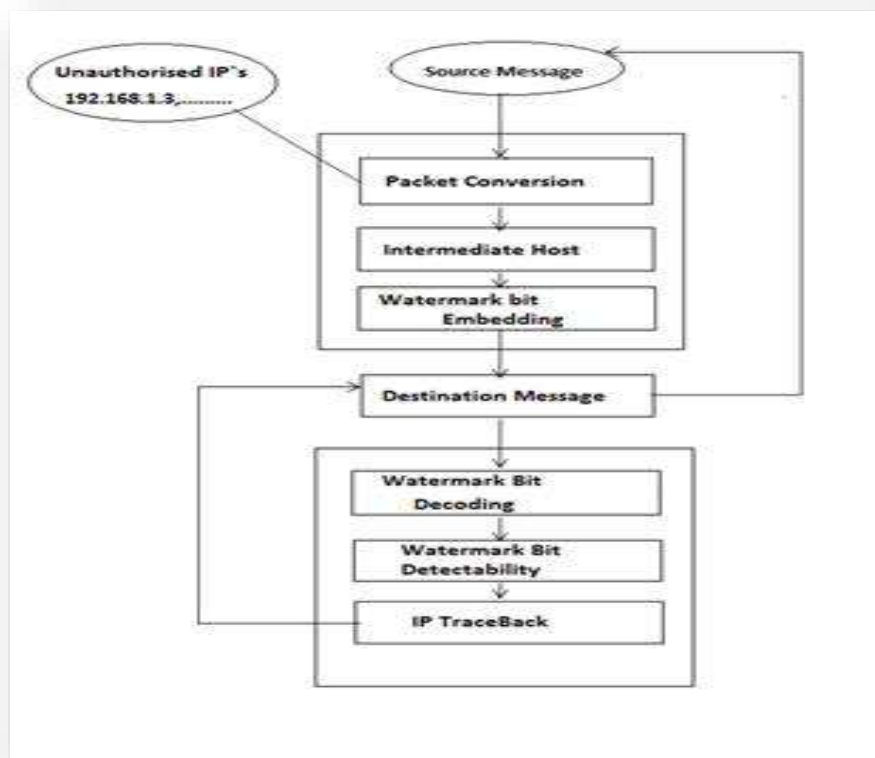 Unauthorised IP`s
192.168.1.3,.........
Source Message
Packet Conversion
Intermediate Host
Watermark bit
Embedding
Destination Message
Watermark Bit
Decoding
Watermark Bit
Detectability
IP TraceBack